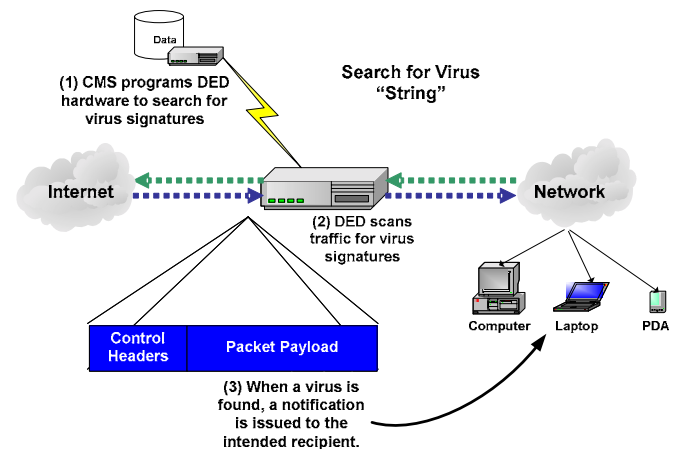 Data
(1) CMS programs DED
hardware to search for
virus signatures
Search for Virus
“String”
Internet
Network
(2) DED scans
traffic for virus
signatures
Computer
Laptop
PDA
Control
Headers
Packet Payload
(3) When a virus is
found, a notification
is issued to the
intended recipient.